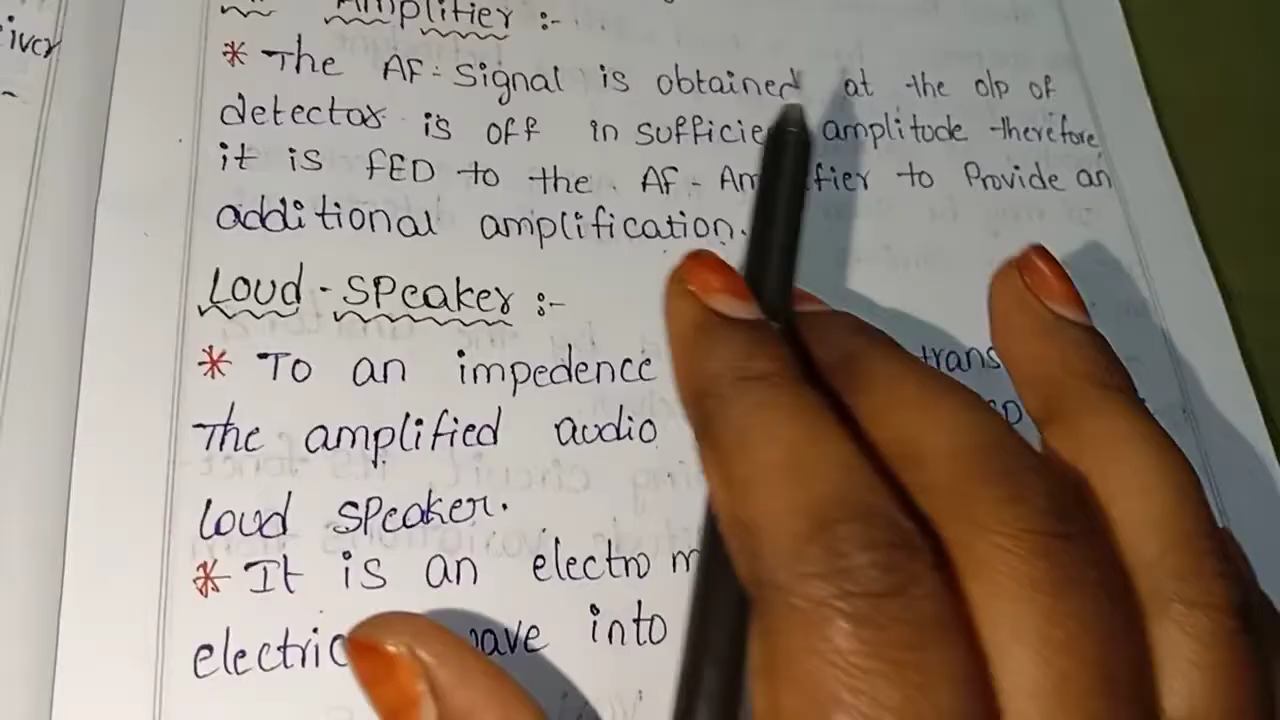 iver
Amplifier :-
* The AF-Signal is obtained at the o/p of
detector is off in sufficie amplitude therefore
it is FED to the AF- Am fier to Provide an
additional amplification.
Loud-SPeaker :-
* To an impedence trans
The amplified audio
loud SPeaker.
* It is an electro m
electric wave into